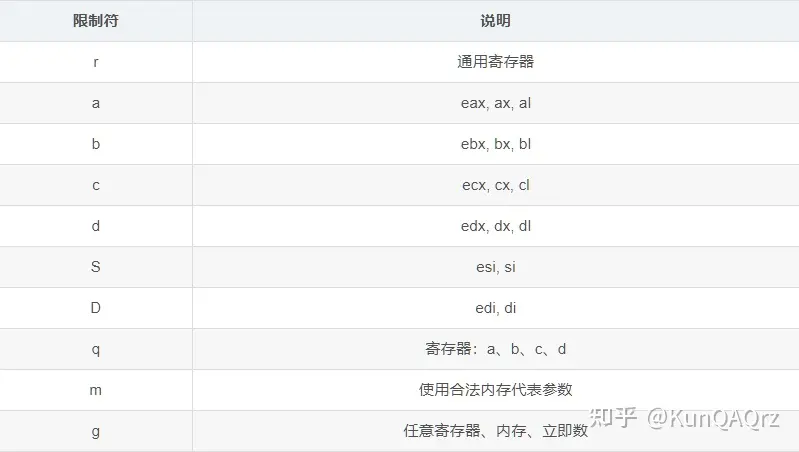 限制符 说明
r 通用寄存器
a eax, ax, al
b ebx, bx, bl
c ecx, cx, cl
d edx, dx, dl
S esi, si
D edi, di
q 寄存器：a、b、c、d
m 使用合法内存代表参数
g 任意寄存器、内存、立即数
知乎 @KunQAQrz